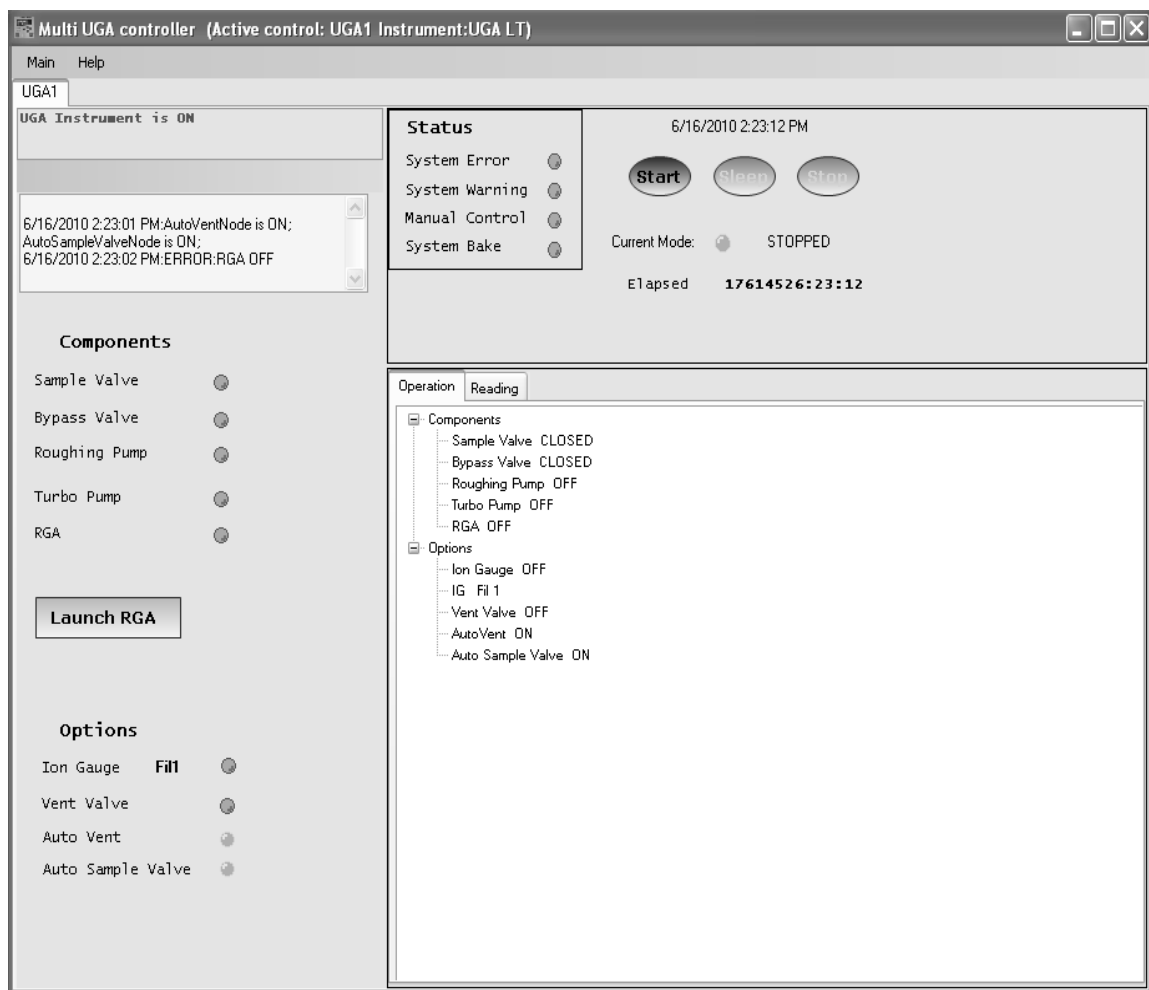 Multi UGA controller (Active control: UGA1 Instrument:UGA LT)
Main Help
UGA1
UGA Instrument is ON
6/16/2010 2:23:01 PM:AutoVentNode is ON;
AutoSampleValveNode is ON;
6/16/2010 2:23:02 PM:ERROR:RGA OFF
Components
Sample Valve
Bypass Valve
Roughing Pump
Turbo Pump
RGA
Launch RGA
Options
Ion Gauge Fil1
Vent Valve
Auto Vent
Auto Sample Valve
Status
System Error
System Warning
Manual Control
System Bake
6/16/2010 2:23:12 PM
Start Sleep Stop
Current Mode: STOPPED
Elapsed 17614526:23:12
Operation Reading
Components
Sample Valve CLOSED
Bypass Valve CLOSED
Roughing Pump OFF
Turbo Pump OFF
RGA OFF
Options
Ion Gauge OFF
IG Fil 1
Vent Valve OFF
AutoVent ON
Auto Sample Valve ON